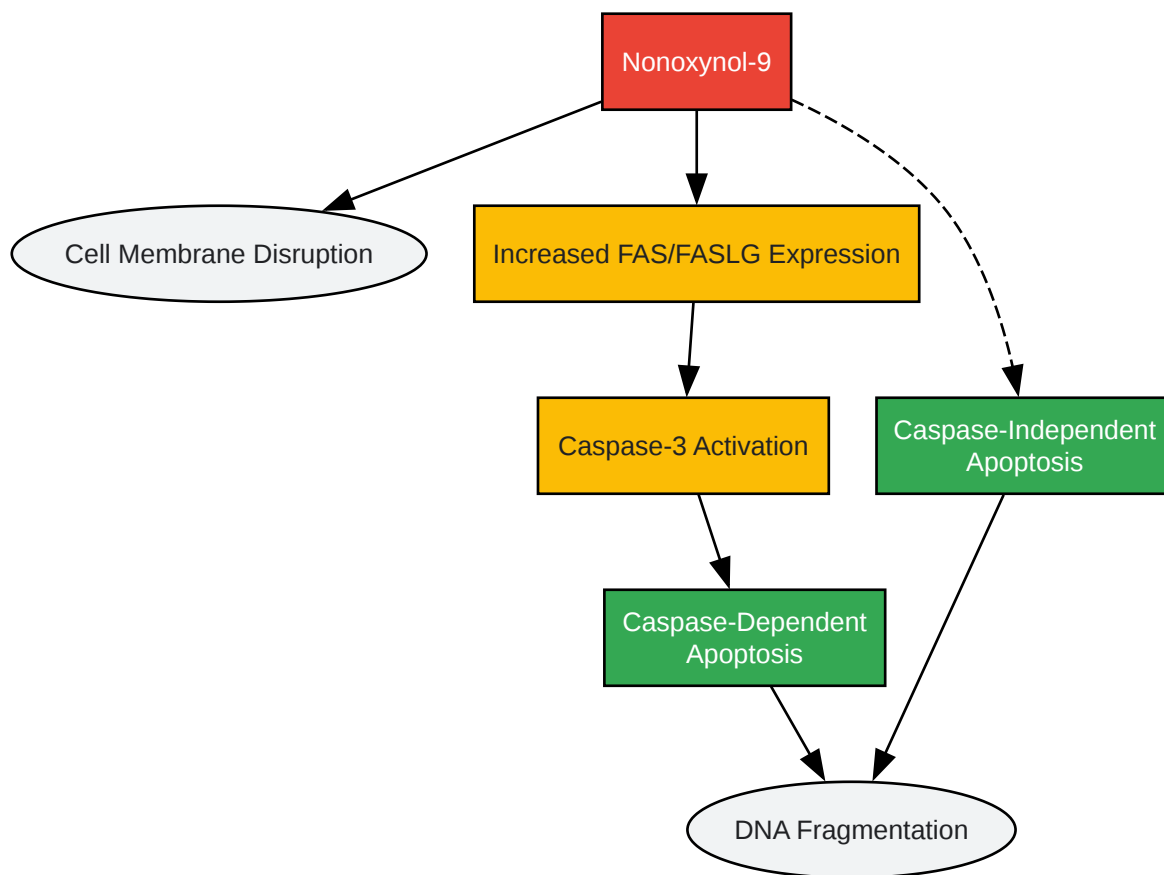 Nonoxynol-9
Cell Membrane Disruption
Increased FAS/FASLG Expression
Caspase-3 Activation
Caspase-Independent
Apoptosis
Caspase-Dependent
Apoptosis
DNA Fragmentation